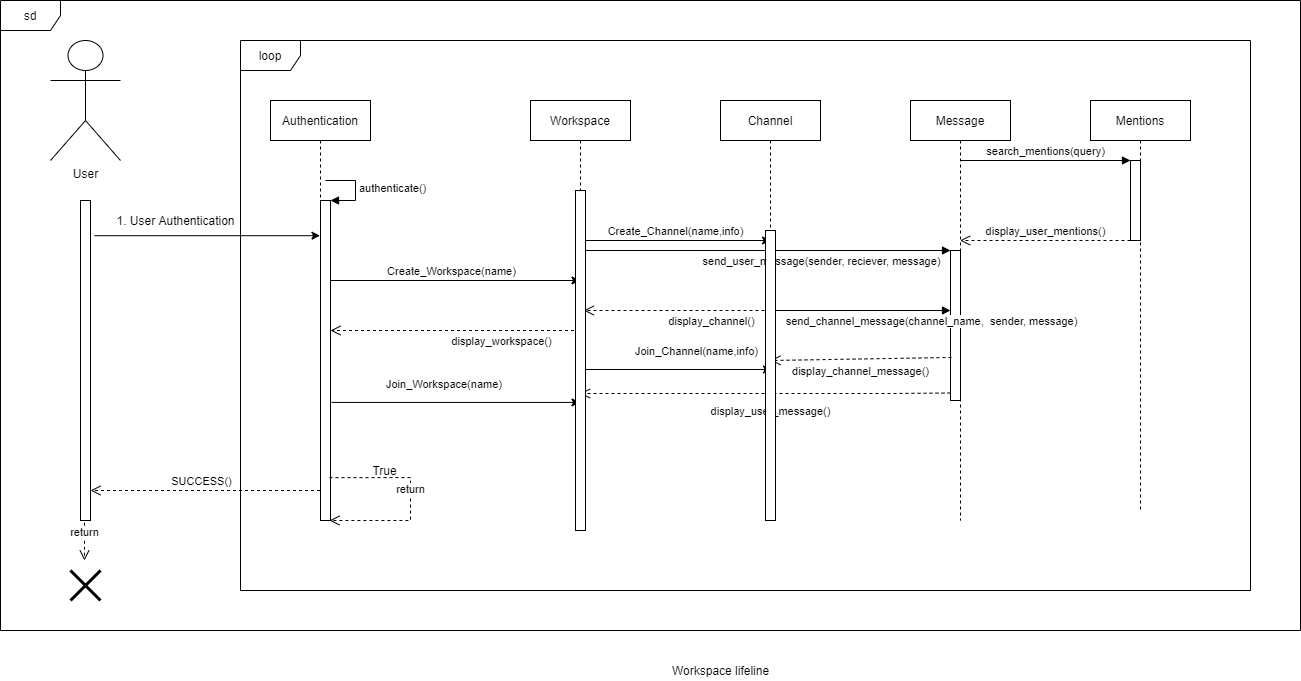 sd
loop
User
Authentication
Workspace
Channel
Message
Mentions
search_mentions(query)
authenticate()
1. User Authentication
Create_Channel(name,info)
display_user_mentions()
send_user_message(sender, reciever, message)
Create_Workspace(name)
display_channel()
send_channel_message(channel_name, sender, message)
display_workspace()
Join_Channel(name,info)
display_channel_message()
Join_Workspace(name)
display_user_message()
True
SUCCESS()
return
return
Workspace lifeline